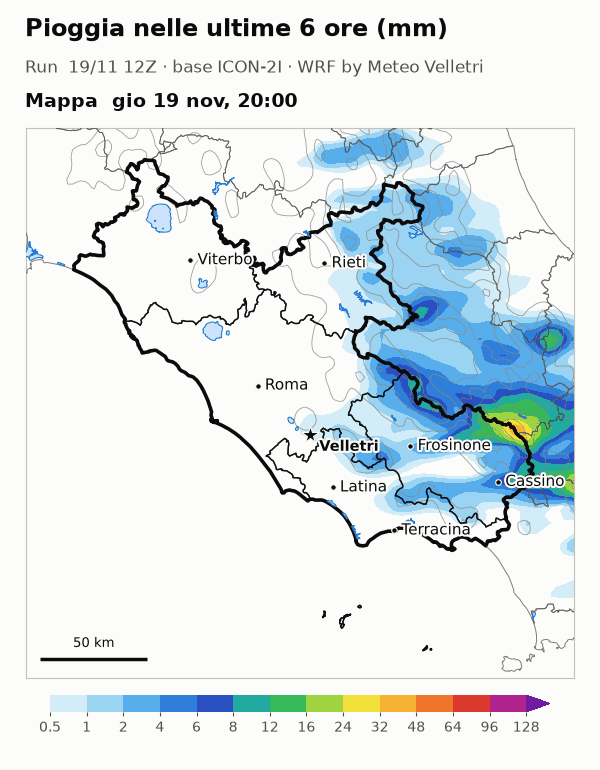 Pioggia nelle ultime 6 ore (mm)
Run  19/11 12Z · base ICON-2I · WRF by Meteo Velletri
Mappa  gio 19 nov, 20:00
Viterbo
Rieti
Roma
Velletri
Frosinone
Cassino
Latina
Terracina
50 km
0.5 1 2 4 6 8 12 16 24 32 48 64 96 128